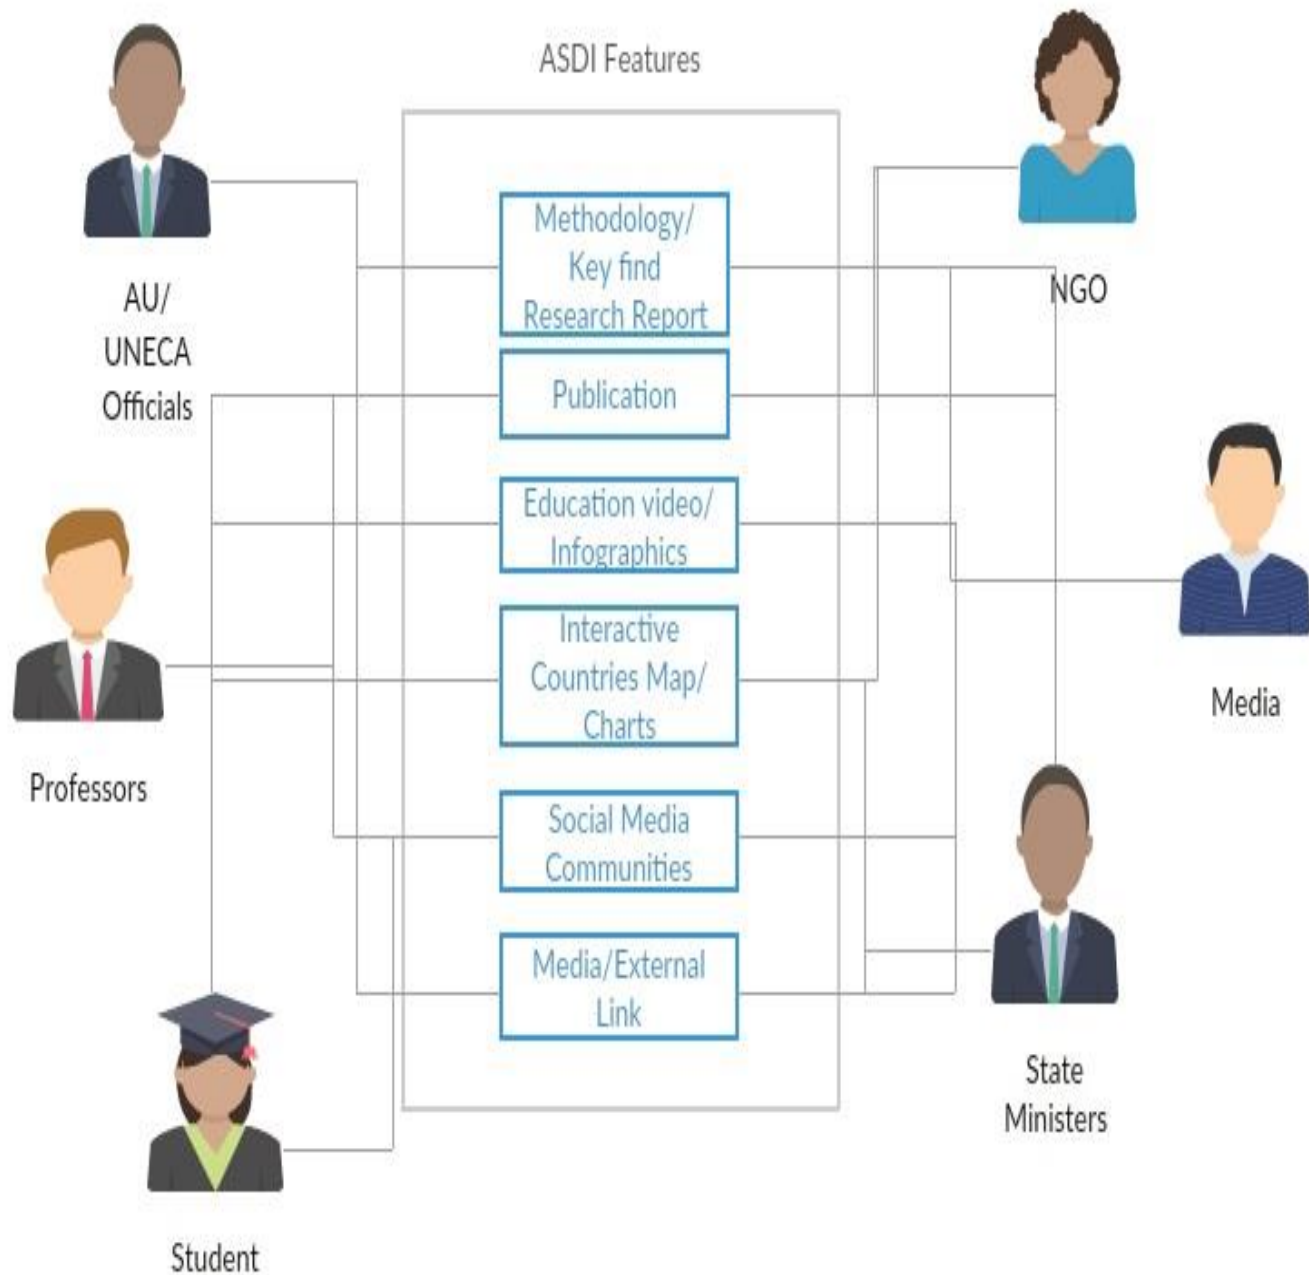 ASDI Features
AU/
UNECA
Officials
Professors
Student
Methodology/
Key find
Research Report
Publication
Education video/
Infographics
Interactive
Countries Map/
Charts
Social Media
Communities
Media/External
Link
NGO
Media
State
Ministers